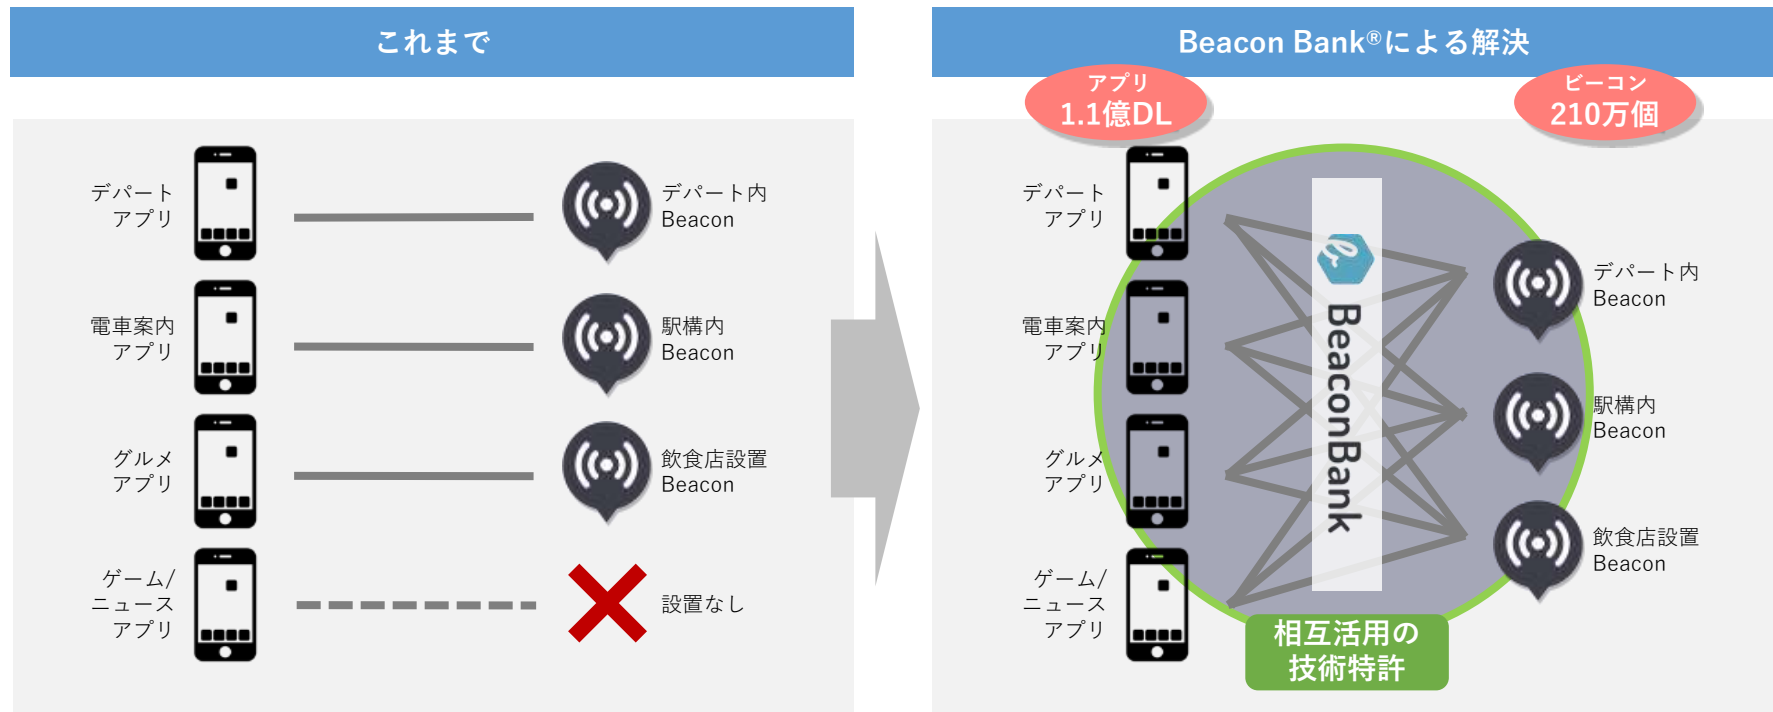 これまで
デパート
アプリ
デパート内
Beacon
電車案内
アプリ
駅構内
Beacon
グルメ
アプリ
飲食店設置
Beacon
ゲーム/
ニュース
アプリ
設置なし
Beacon Bank®による解決
アプリ
1.1億DL
ビーコン
210万個
デパート
アプリ
電車案内
アプリ
グルメ
アプリ
ゲーム/
ニュース
アプリ
BeaconBank
デパート内
Beacon
駅構内
Beacon
飲食店設置
Beacon
相互活用の
技術特許